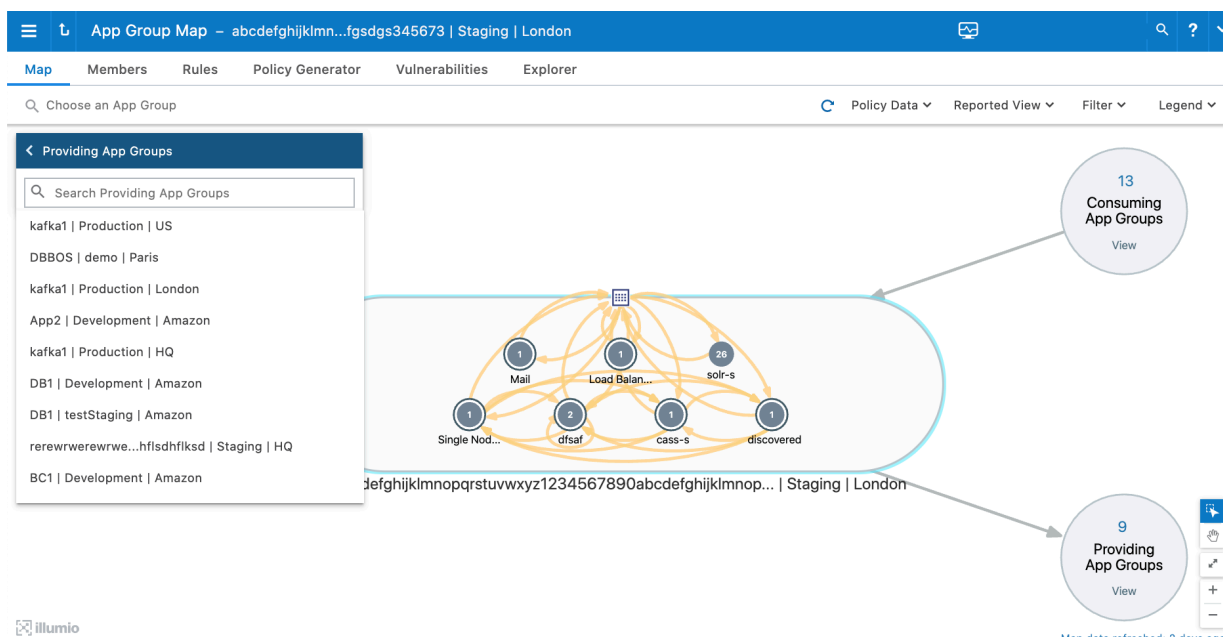 App Group Map – abcdefghijklmn...fgsdgs345673 | Staging | London
?
Map Members Rules Policy Generator Vulnerabilities Explorer
Choose an App Group
Policy Data Reported View Filter Legend
Providing App Groups
Search Providing App Groups
kafka1 | Production | US
DBBOS | demo | Paris
kafka1 | Production | London
App2 | Development | Amazon
kafka1 | Production | HQ
DB1 | Development | Amazon
DB1 | testStaging | Amazon
rerewrwerewrwe...hflsdhflksd | Staging | HQ
BC1 | Development | Amazon
13
Consuming
App Groups
View
1
Mail
1
Load Balan...
26
solr-s
1
Single Nod...
2
dfsaf
1
cass-s
1
discovered
defghijklmnopqrstuvwxyz1234567890abcdefghijklmnop... | Staging | London
9
Providing
App Groups
View
illumio